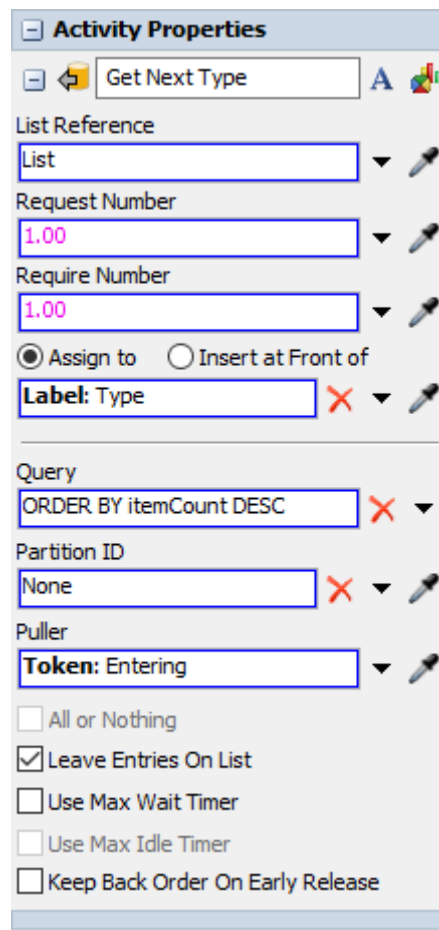 Activity Properties
Get Next Type
A
List Reference
List
Request Number
1.00
Require Number
1.00
Assign to Insert at Front of
Label: Type
Query
ORDER BY itemCount DESC
Partition ID
None
Puller
Token: Entering
All or Nothing
Leave Entries On List
Use Max Wait Timer
Use Max Idle Timer
Keep Back Order On Early Release